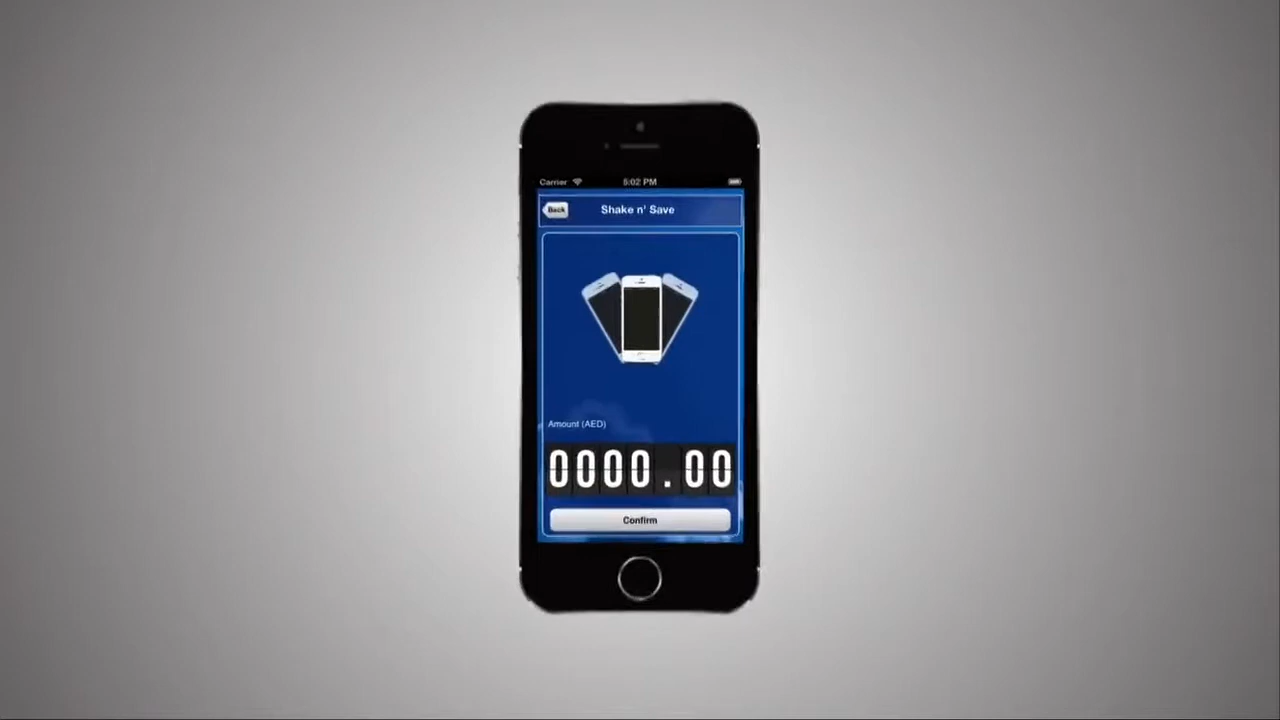 Carrier 5:02 PM
Back Shake n' Save
Amount (AED)
0000.00
Confirm